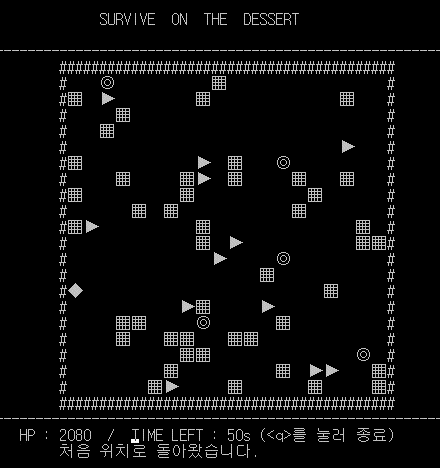 SURVIVE ON THE DESSERT
HP : 2080 / TIME LEFT : 50s (<q>를 눌러 종료)
처음 위치로 돌아왔습니다.